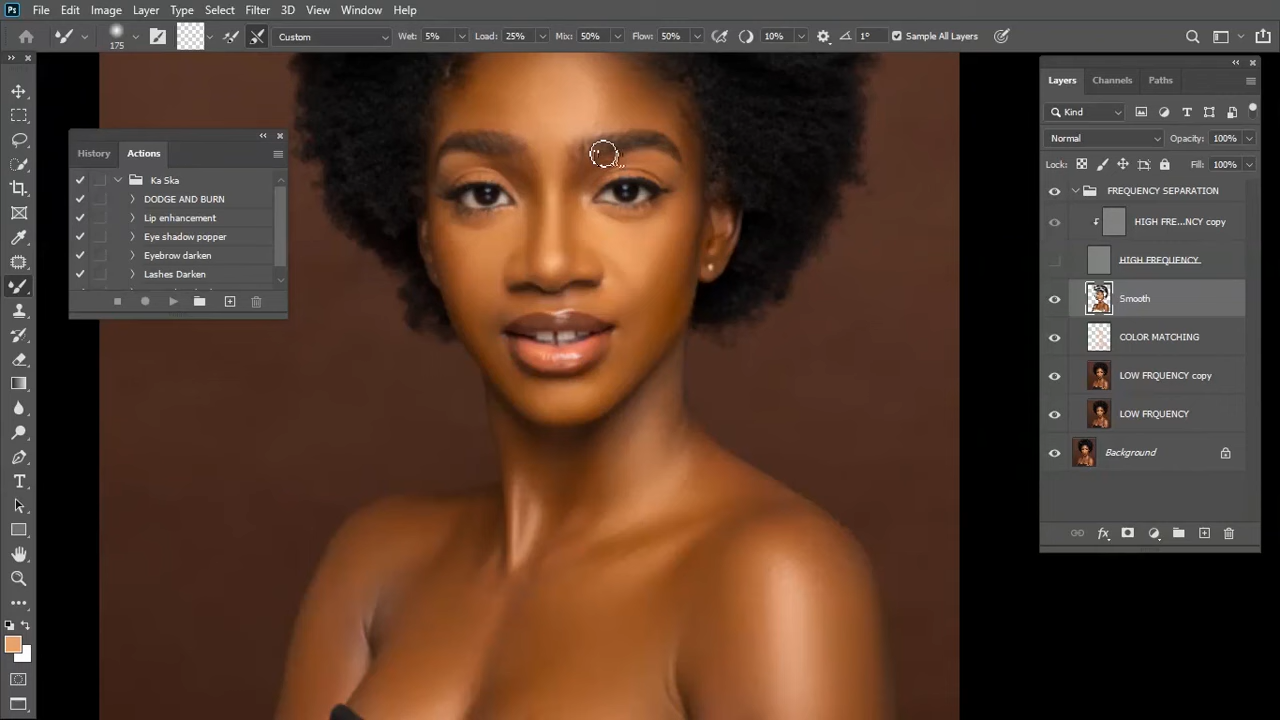 Ps File Edit Image Layer Type Select Filter 3D View Window Help
175 Custom Wet: 5% Load: 25% Mix: 50% Flow: 50% 10% 1° Sample All Layers
History Actions
Ka Ska
DODGE AND BURN
Lip enhancement
Eye shadow popper
Eyebrow darken
Lashes Darken
Layers Channels Paths
Kind
Normal Opacity: 100%
Lock: Fill: 100%
FREQUENCY SEPARATION
HIGH FRE...NCY copy
HIGH FREQUENCY
Smooth
COLOR MATCHING
LOW FRQUENCY copy
LOW FRQUENCY
Background
fx